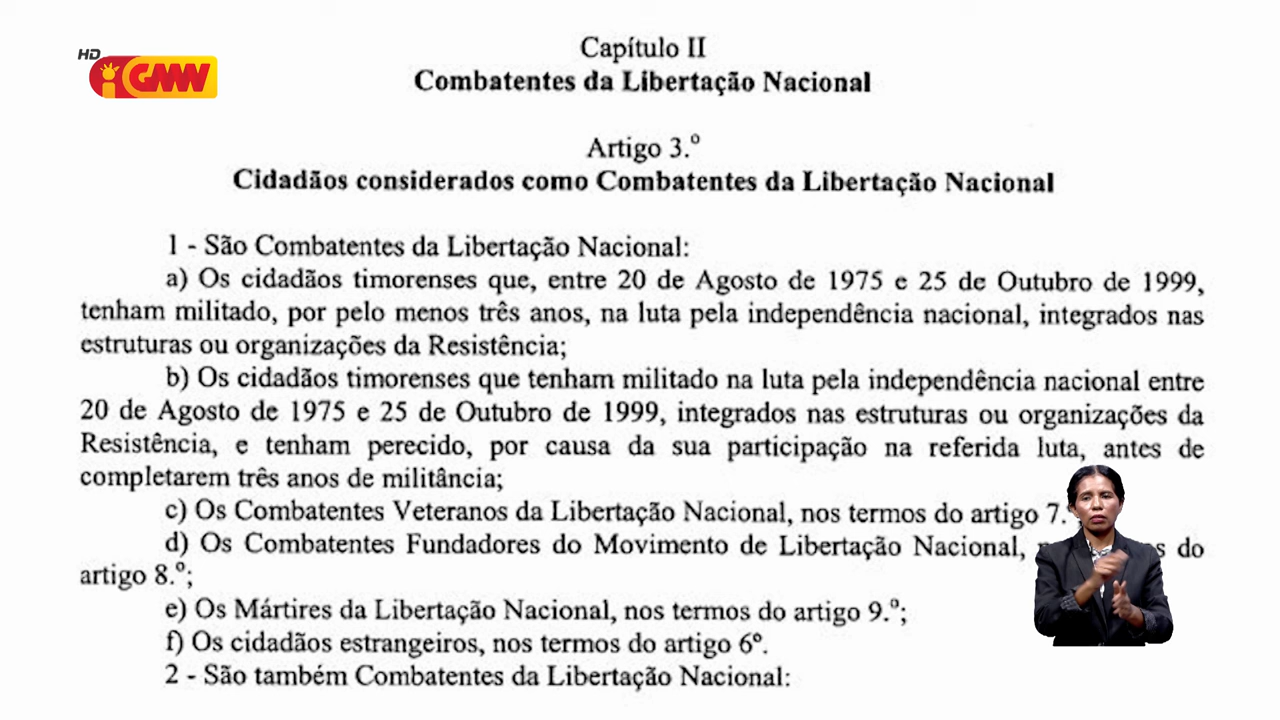 HD
GMN
Capítulo II
Combatentes da Libertação Nacional
Artigo 3.º
Cidadãos considerados como Combatentes da Libertação Nacional
1 - São Combatentes da Libertação Nacional:
a) Os cidadãos timorenses que, entre 20 de Agosto de 1975 e 25 de Outubro de 1999,
tenham militado, por pelo menos três anos, na luta pela independência nacional, integrados nas
estruturas ou organizações da Resistência;
b) Os cidadãos timorenses que tenham militado na luta pela independência nacional entre
20 de Agosto de 1975 e 25 de Outubro de 1999, integrados nas estruturas ou organizações da
Resistência, e tenham perecido, por causa da sua participação na referida luta, antes de
completarem três anos de militância;
c) Os Combatentes Veteranos da Libertação Nacional, nos termos do artigo 7.
d) Os Combatentes Fundadores do Movimento de Libertação Nacional, do
artigo 8.º;
e) Os Mártires da Libertação Nacional, nos termos do artigo 9.º;
f) Os cidadãos estrangeiros, nos termos do artigo 6º.
2 - São também Combatentes da Libertação Nacional: